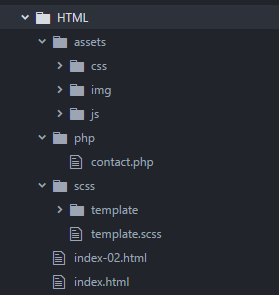 HTML
assets
css
img
js
php
contact.php
scss
template
template.scss
index-02.html
index.html